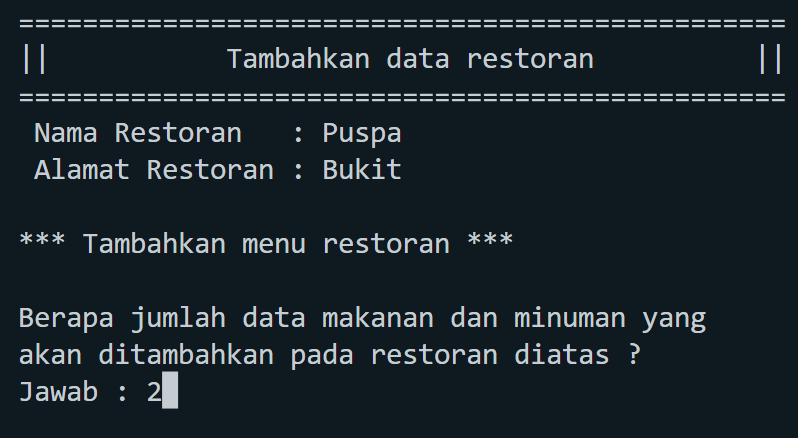 ================================================
|| Tambahkan data restoran ||
================================================
Nama Restoran : Puspa
Alamat Restoran : Bukit
*** Tambahkan menu restoran ***
Berapa jumlah data makanan dan minuman yang
akan ditambahkan pada restoran diatas ?
Jawab : 2